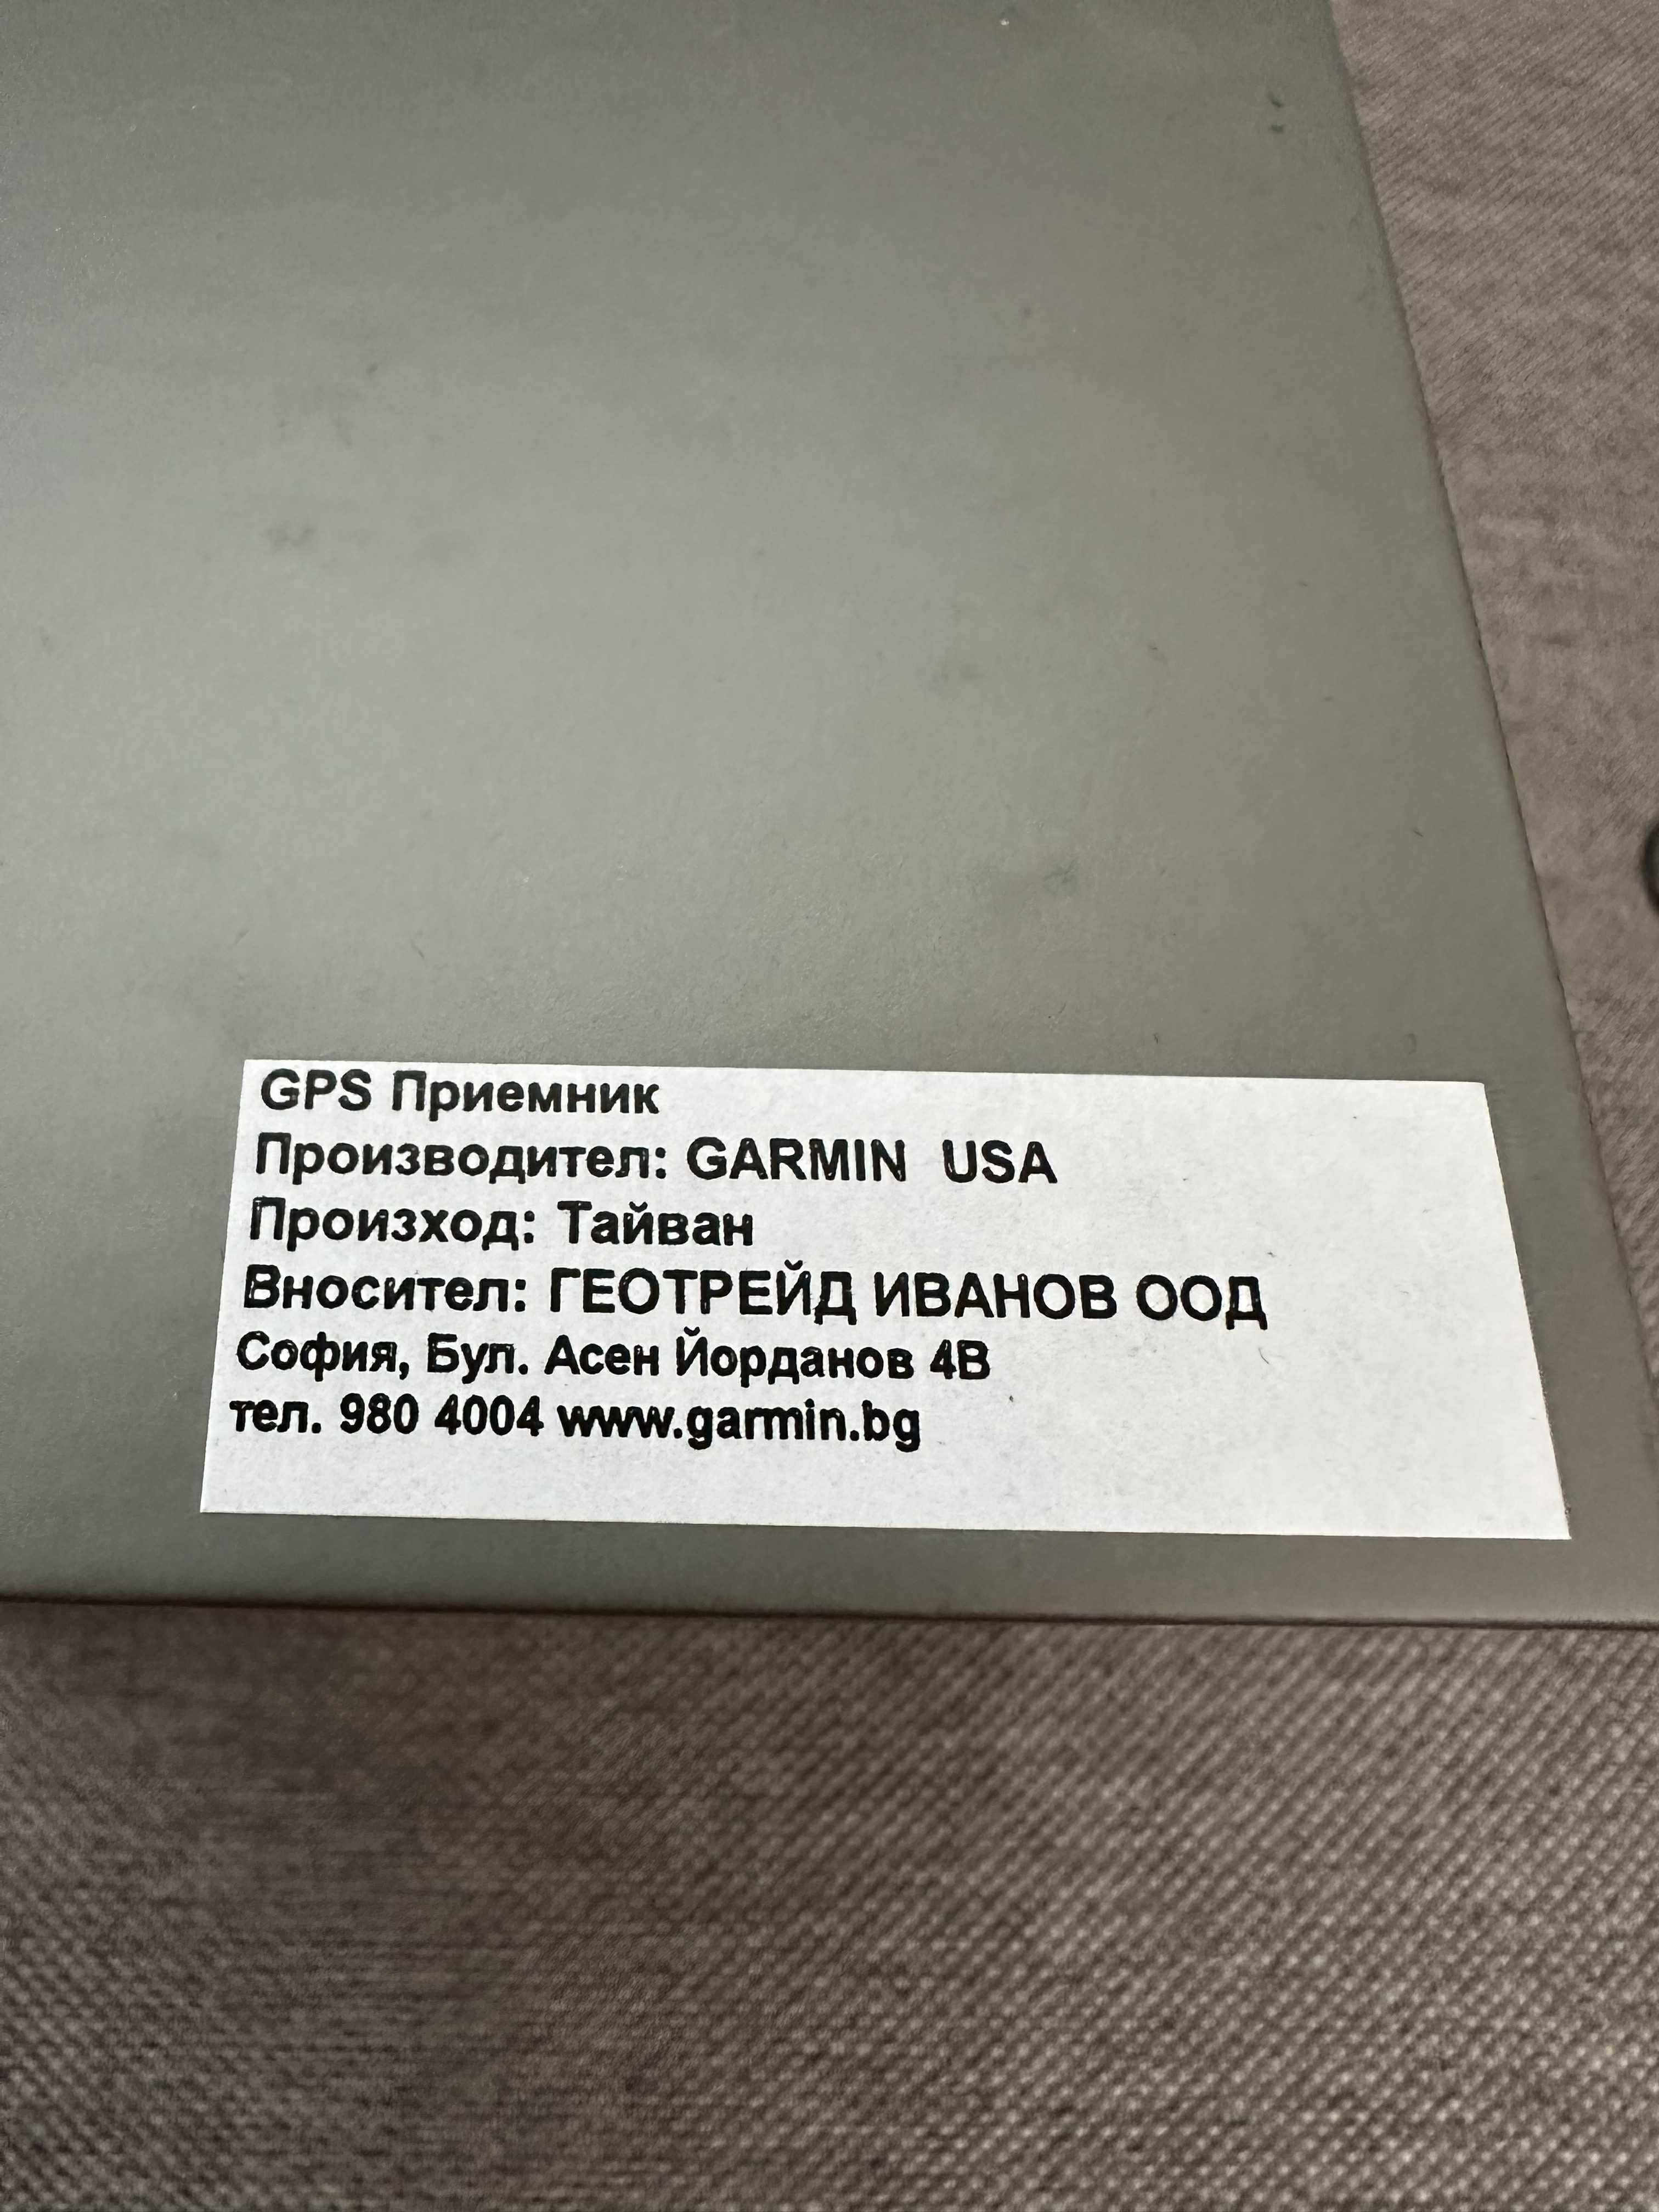 GPS Приемник
Производител: GARMIN USA
Произход: Тайван
Вносител: ГЕОТРЕЙД ИВАНОВ ООД
София, Бул. Асен Йорданов 4В
тел. 980 4004 www.garmin.bg